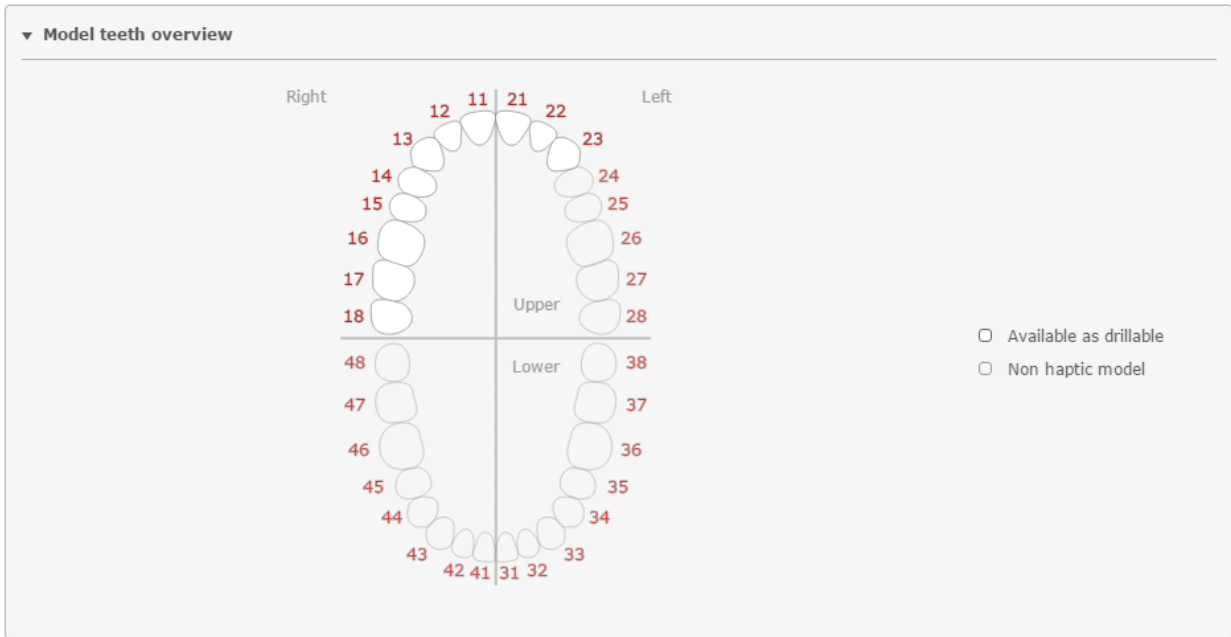 Model teeth overview
Right
Left
11 21
12 22
13 23
14 24
15 25
16 26
17 27
18 28
Upper
Lower
48 38
47 37
46 36
45 35
44 34
43 33
42 41 31 32
Available as drillable
Non haptic model